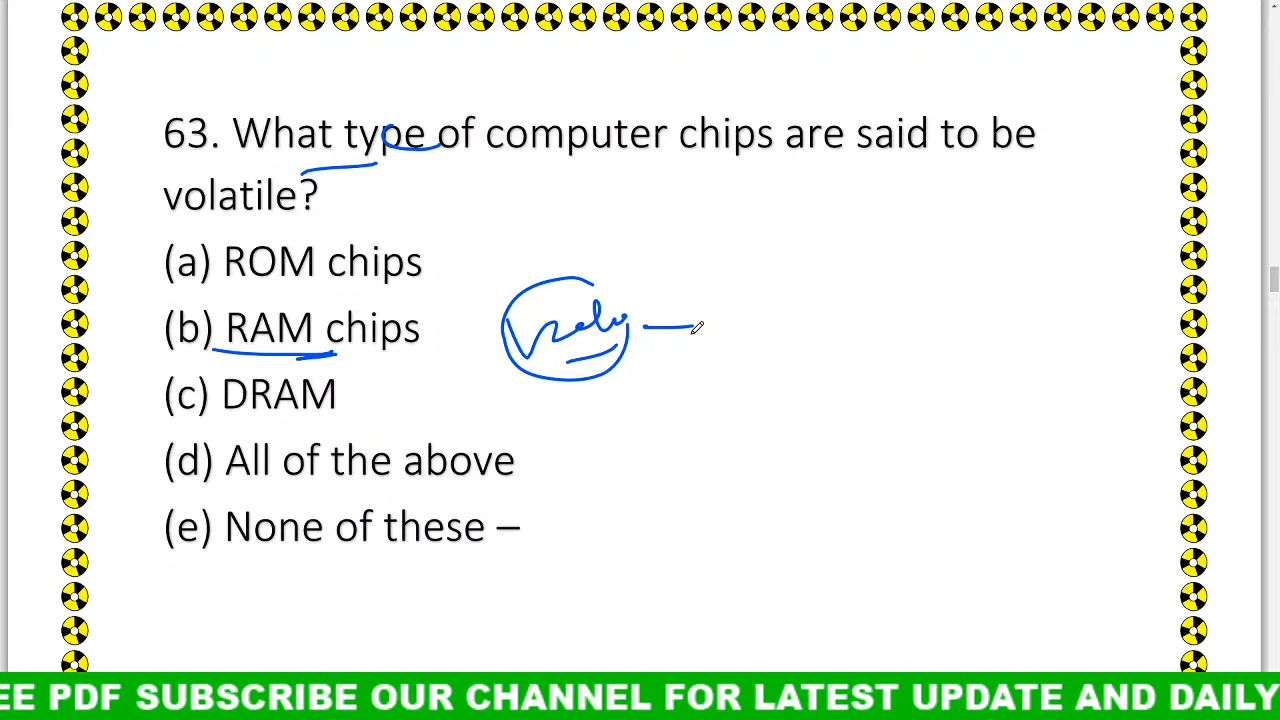 63. What type of computer chips are said to be
volatile?
(a) ROM chips
(b) RAM chips
(c) DRAM
(d) All of the above
(e) None of these –
EE PDF SUBSCRIBE OUR CHANNEL FOR LATEST UPDATE AND DAILY